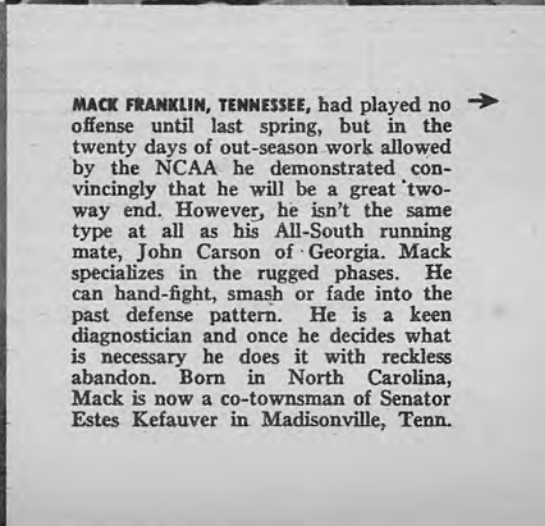 MACK FRANKLIN, TENNESSEE, had played no →
offense until last spring, but in the
twenty days of out-season work allowed
by the NCAA he demonstrated con-
vincingly that he will be a great two-
way end. However, he isn't the same
type at all as his All-South running
mate, John Carson of Georgia. Mack
specializes in the rugged phases. He
can hand-fight, smash or fade into the
past defense pattern. He is a keen
diagnostician and once he decides what
is necessary he does it with reckless
abandon. Born in North Carolina,
Mack is now a co-townsman of Senator
Estes Kefauver in Madisonville, Tenn.